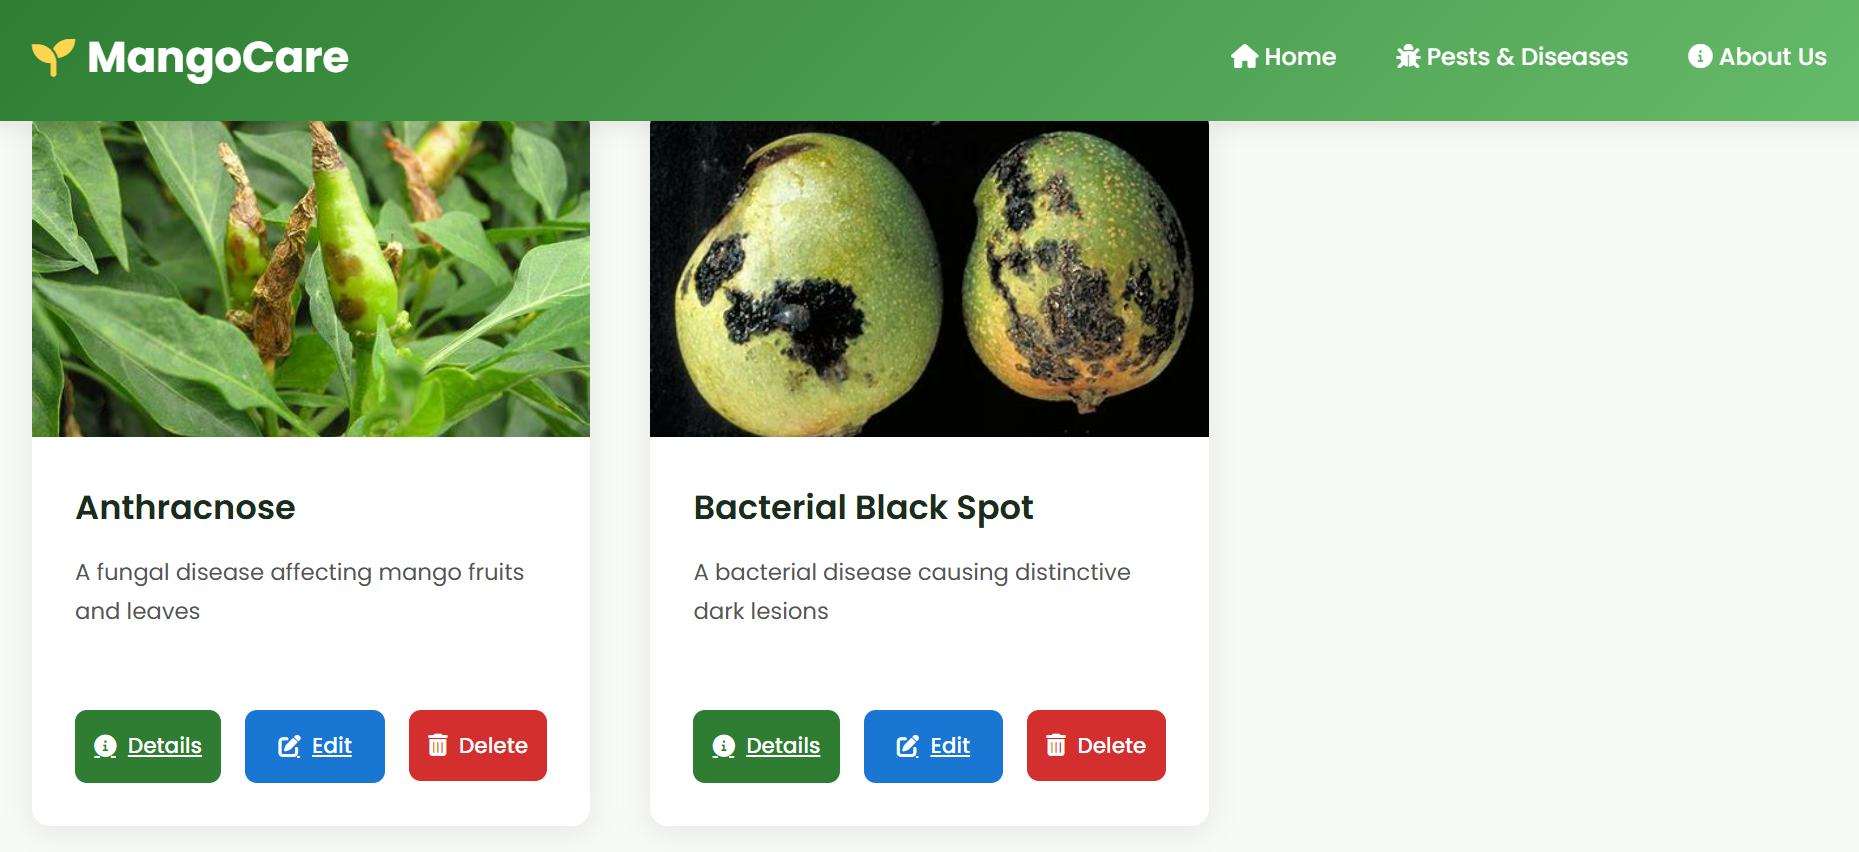 MangoCare
Home
Pests & Diseases
About Us
Anthracnose
A fungal disease affecting mango fruits
and leaves
Details
Edit
Delete
Bacterial Black Spot
A bacterial disease causing distinctive
dark lesions
Details
Edit
Delete